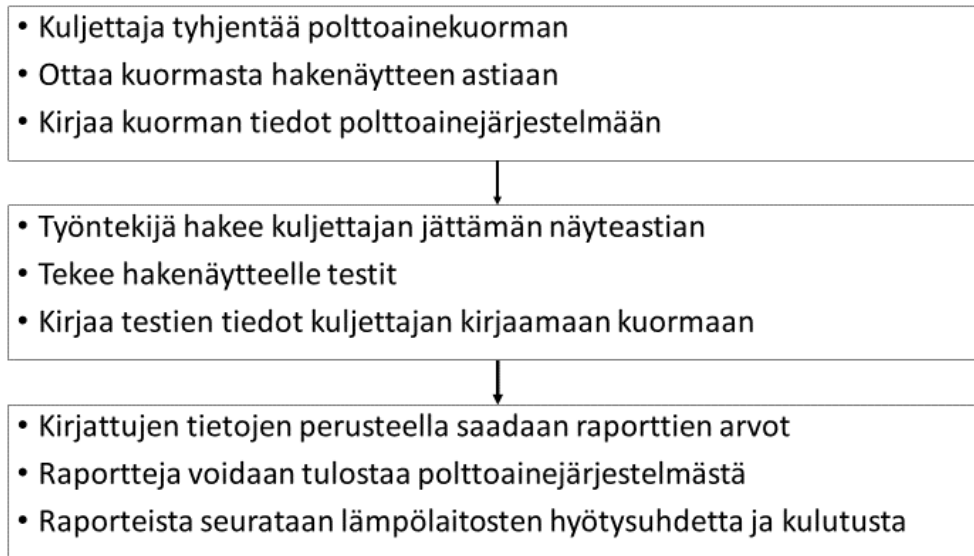 • Kuljettaja tyhjentää polttoainekuorman
• Ottaa kuormasta hakenäytteen astiaan
• Kirjaa kuorman tiedot polttoainejärjestelmään
• Työntekijä hakee kuljettajan jättämän näyteastian
• Tekee hakenäytteelle testit
• Kirjaa testien tiedot kuljettajan kirjaamaan kuormaan
• Kirjattujen tietojen perusteella saadaan raporttien arvot
• Raportteja voidaan tulostaa polttoainejärjestelmästä
• Raporteista seurataan lämpölaitosten hyötysuhdetta ja kulutusta